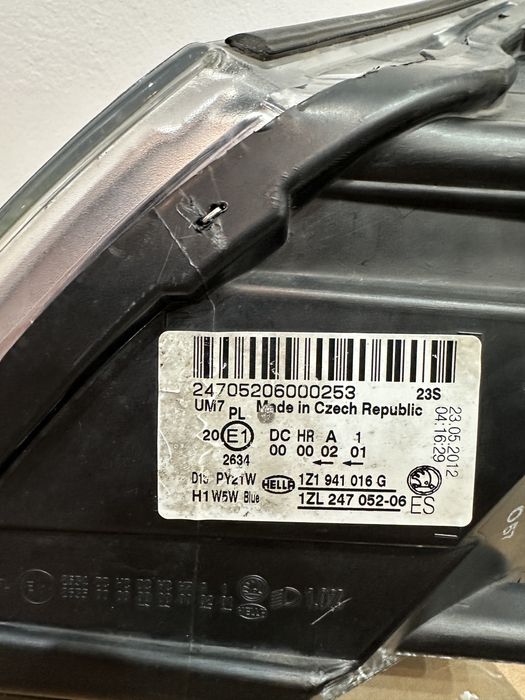 24705206000253
23S
UM7 Made in Czech Republic
PL
20 E1 DC HR A 1
00 00 02 01
2634
PY21W HELLA 1Z1 941 016 G
H1 W5W Blue 1ZL 247 052-06 ES
23.05.2012
04:16:29
HELLA